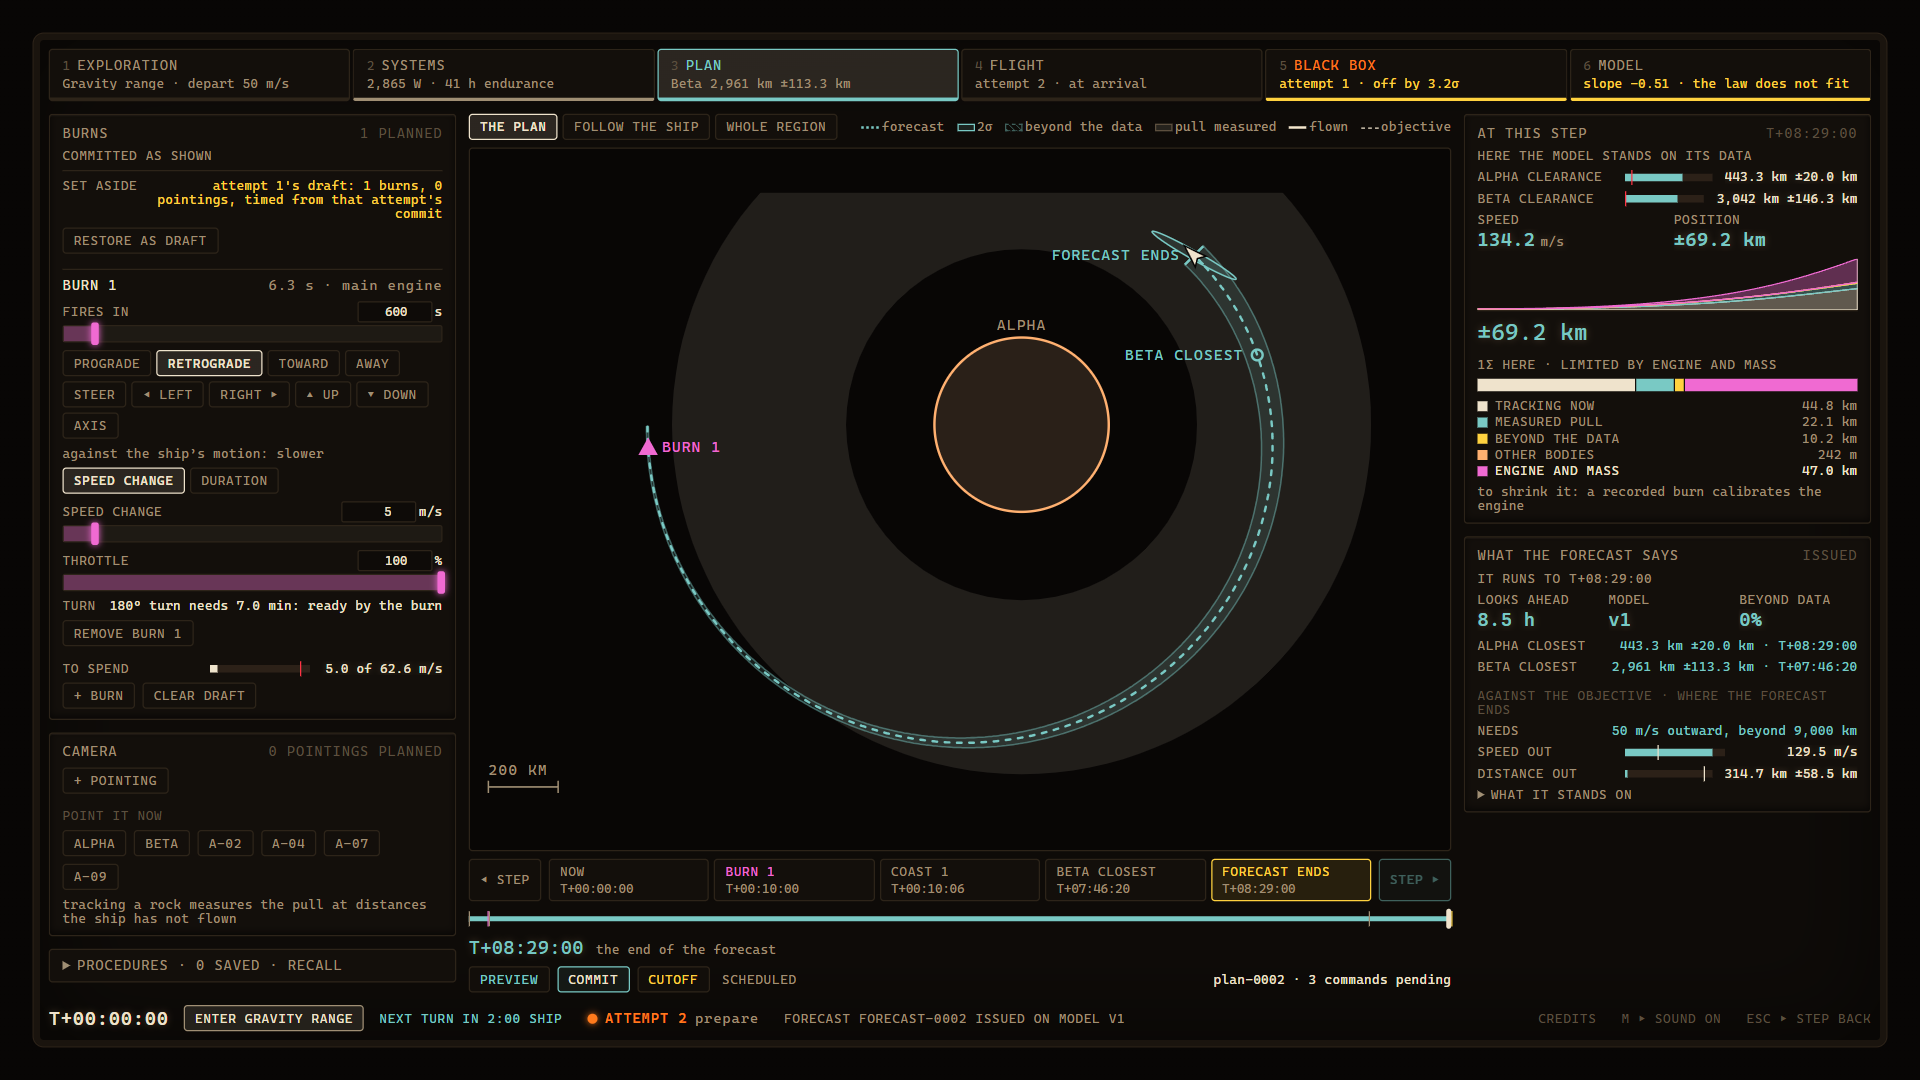 1 EXPLORATION
Gravity range · depart 50 m/s
2 SYSTEMS
2,865 W · 41 h endurance
3 PLAN
Beta 2,961 km ±113.3 km
4 FLIGHT
attempt 2 · at arrival
5 BLACK BOX
attempt 1 · off by 3.2σ
6 MODEL
slope −0.51 · the law does not fit
BURNS
1 PLANNED
COMMITTED AS SHOWN
SET ASIDE
attempt 1's draft: 1 burns, 0
pointings, timed from that attempt's
commit
RESTORE AS DRAFT
BURN 1
6.3 s · main engine
FIRES IN
600 s
PROGRADE
RETROGRADE
TOWARD
AWAY
STEER
◂ LEFT
RIGHT ▸
▴ UP
▾ DOWN
AXIS
against the ship's motion: slower
SPEED CHANGE
DURATION
SPEED CHANGE
5 m/s
THROTTLE
100 %
TURN
180° turn needs 7.0 min: ready by the burn
REMOVE BURN 1
TO SPEND
5.0 of 62.6 m/s
+ BURN
CLEAR DRAFT
CAMERA
0 POINTINGS PLANNED
+ POINTING
POINT IT NOW
ALPHA
BETA
A-02
A-04
A-07
A-09
tracking a rock measures the pull at distances
the ship has not flown
▶ PROCEDURES · 0 SAVED · RECALL
THE PLAN
FOLLOW THE SHIP
WHOLE REGION
forecast
2σ
beyond the data
pull measured
flown
objective
FORECAST ENDS
ALPHA
BETA CLOSEST
BURN 1
200 KM
◂ STEP
NOW
T+00:00:00
BURN 1
T+00:10:00
COAST 1
T+00:10:06
BETA CLOSEST
T+07:46:20
FORECAST ENDS
T+08:29:00
STEP ▸
T+08:29:00 the end of the forecast
PREVIEW
COMMIT
CUTOFF
SCHEDULED
plan-0002 · 3 commands pending
AT THIS STEP
T+08:29:00
HERE THE MODEL STANDS ON ITS DATA
ALPHA CLEARANCE
443.3 km ±20.0 km
BETA CLEARANCE
3,042 km ±146.3 km
SPEED
POSITION
134.2 m/s
±69.2 km
±69.2 km
1Σ HERE · LIMITED BY ENGINE AND MASS
TRACKING NOW
44.8 km
MEASURED PULL
22.1 km
BEYOND THE DATA
10.2 km
OTHER BODIES
242 m
ENGINE AND MASS
47.0 km
to shrink it: a recorded burn calibrates the
engine
WHAT THE FORECAST SAYS
ISSUED
IT RUNS TO T+08:29:00
LOOKS AHEAD
MODEL
BEYOND DATA
8.5 h
v1
0%
ALPHA CLOSEST
443.3 km ±20.0 km · T+08:29:00
BETA CLOSEST
2,961 km ±113.3 km · T+07:46:20
AGAINST THE OBJECTIVE · WHERE THE FORECAST
ENDS
NEEDS
50 m/s outward, beyond 9,000 km
SPEED OUT
129.5 m/s
DISTANCE OUT
314.7 km ±58.5 km
▶ WHAT IT STANDS ON
T+00:00:00
ENTER GRAVITY RANGE
NEXT TURN IN 2:00 SHIP
ATTEMPT 2 prepare
FORECAST FORECAST-0002 ISSUED ON MODEL V1
CREDITS
M ▸ SOUND ON
ESC ▸ STEP BACK